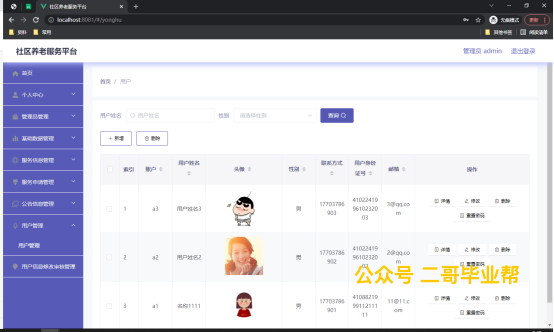 社区养老服务平台
localhost:8081/#/yonghu
无痕模式
更新
资料
常用
其他书签
阅读清单
社区养老服务平台
管理员 admin
退出登录
首页
个人中心
管理员管理
基础数据管理
服务信息管理
服务申请管理
公告信息管理
用户管理
用户管理
用户信息修改审核管理
首页 / 用户
用户姓名 用户姓名 性别 请选择性别 查询
+ 新增 删除
索引 账户 用户姓名 头像 性别 联系方式 用户身份证号 邮箱 操作
1 a3 用户姓名3 男 17703786903 410224199610232003 3@qq.com 详情 修改 删除
重置密码
2 a2 用户姓名2 男 17703786902 2@qq.com 详情 修改 删除
重置密码
3 a1 名称1111 男 17703786901 11@11.com 详情 修改 删除
重置密码
公众号 二哥毕业帮